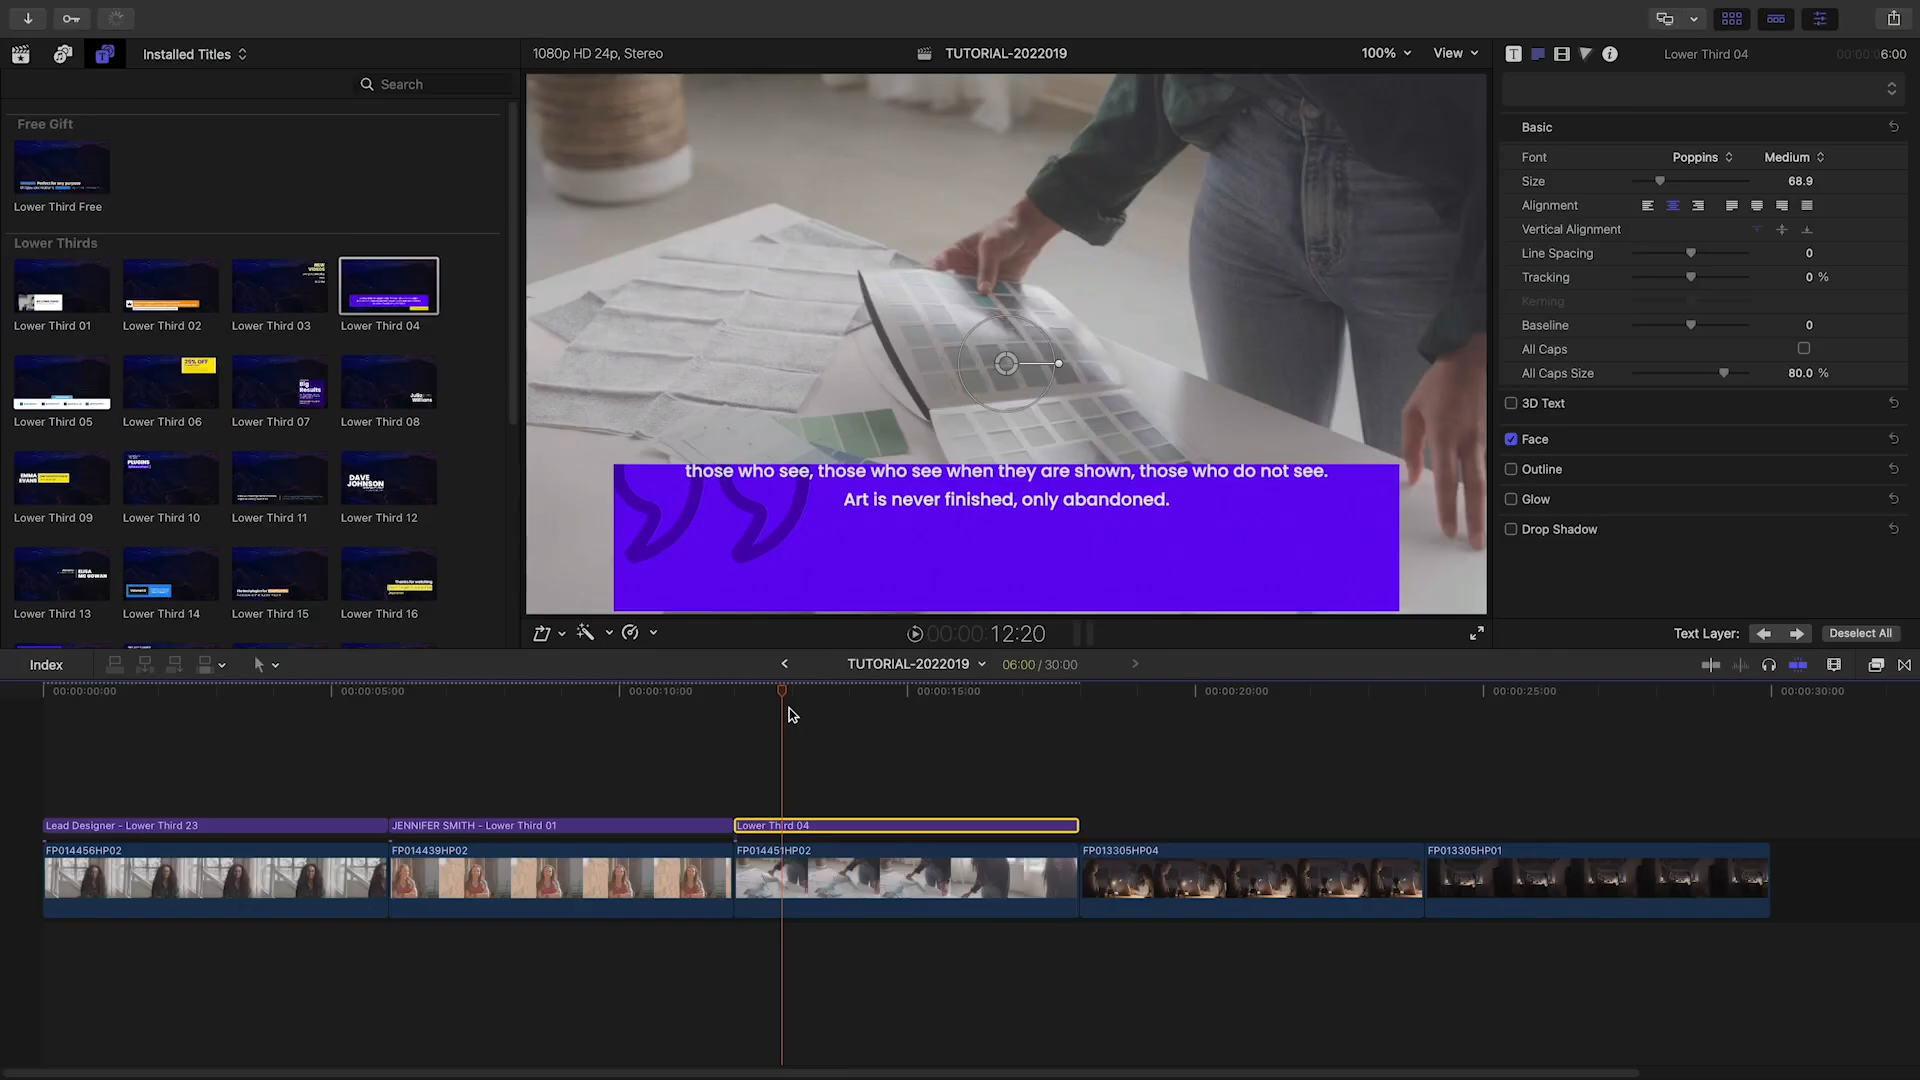 Installed Titles
Search
Free Gift
Lower Third Free
Lower Thirds
Lower Third 01
Lower Third 02
Lower Third 03
Lower Third 04
Lower Third 05
Lower Third 06
Lower Third 07
Lower Third 08
Lower Third 09
Lower Third 10
Lower Third 11
Lower Third 12
Lower Third 13
Lower Third 14
Lower Third 15
Lower Third 16
1080p HD 24p, Stereo
TUTORIAL-2022019
100%
View
those who see, those who see when they are shown, those who do not see.
Art is never finished, only abandoned.
00:00:12:20
Lower Third 04
00:00:06:00
Basic
Font Poppins Medium
Size 68.9
Alignment
Vertical Alignment
Line Spacing 0
Tracking 0 %
Kerning
Baseline 0
All Caps
All Caps Size 80.0 %
3D Text
Face
Outline
Glow
Drop Shadow
Text Layer: Deselect All
Index
TUTORIAL-2022019 06:00 / 30:00
00:00:00:00
00:00:05:00
00:00:10:00
00:00:15:00
00:00:20:00
00:00:25:00
00:00:30:00
Lead Designer - Lower Third 23
JENNIFER SMITH - Lower Third 01
Lower Third 04
FP014456HP02
FP014439HP02
FP014451HP02
FP013305HP04
FP013305HP01